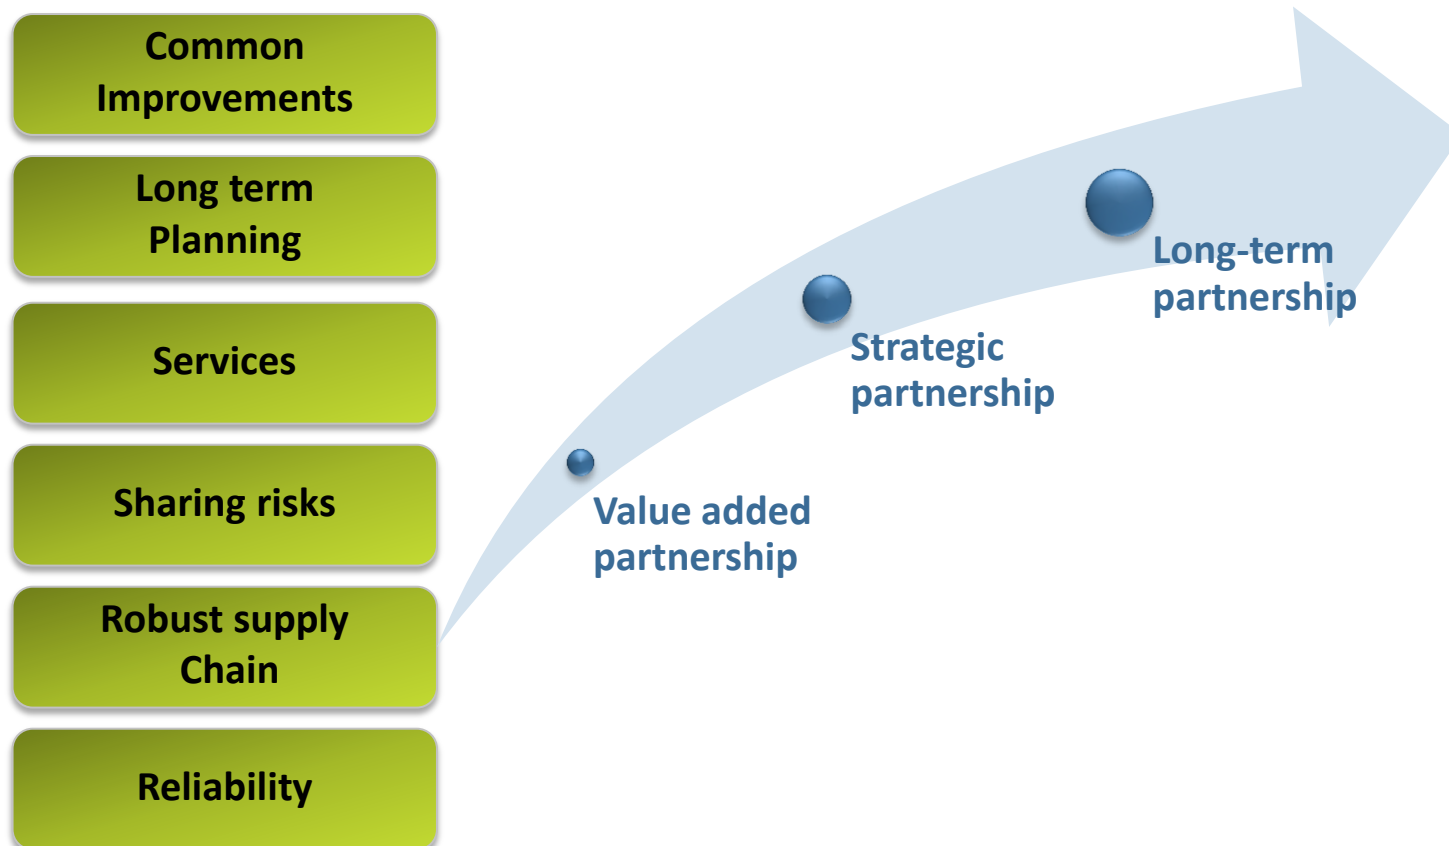 Common
Improvements
Long term
Planning
Services
Sharing risks
Robust supply
Chain
Reliability
Value added
partnership
Strategic
partnership
Long-term
partnership